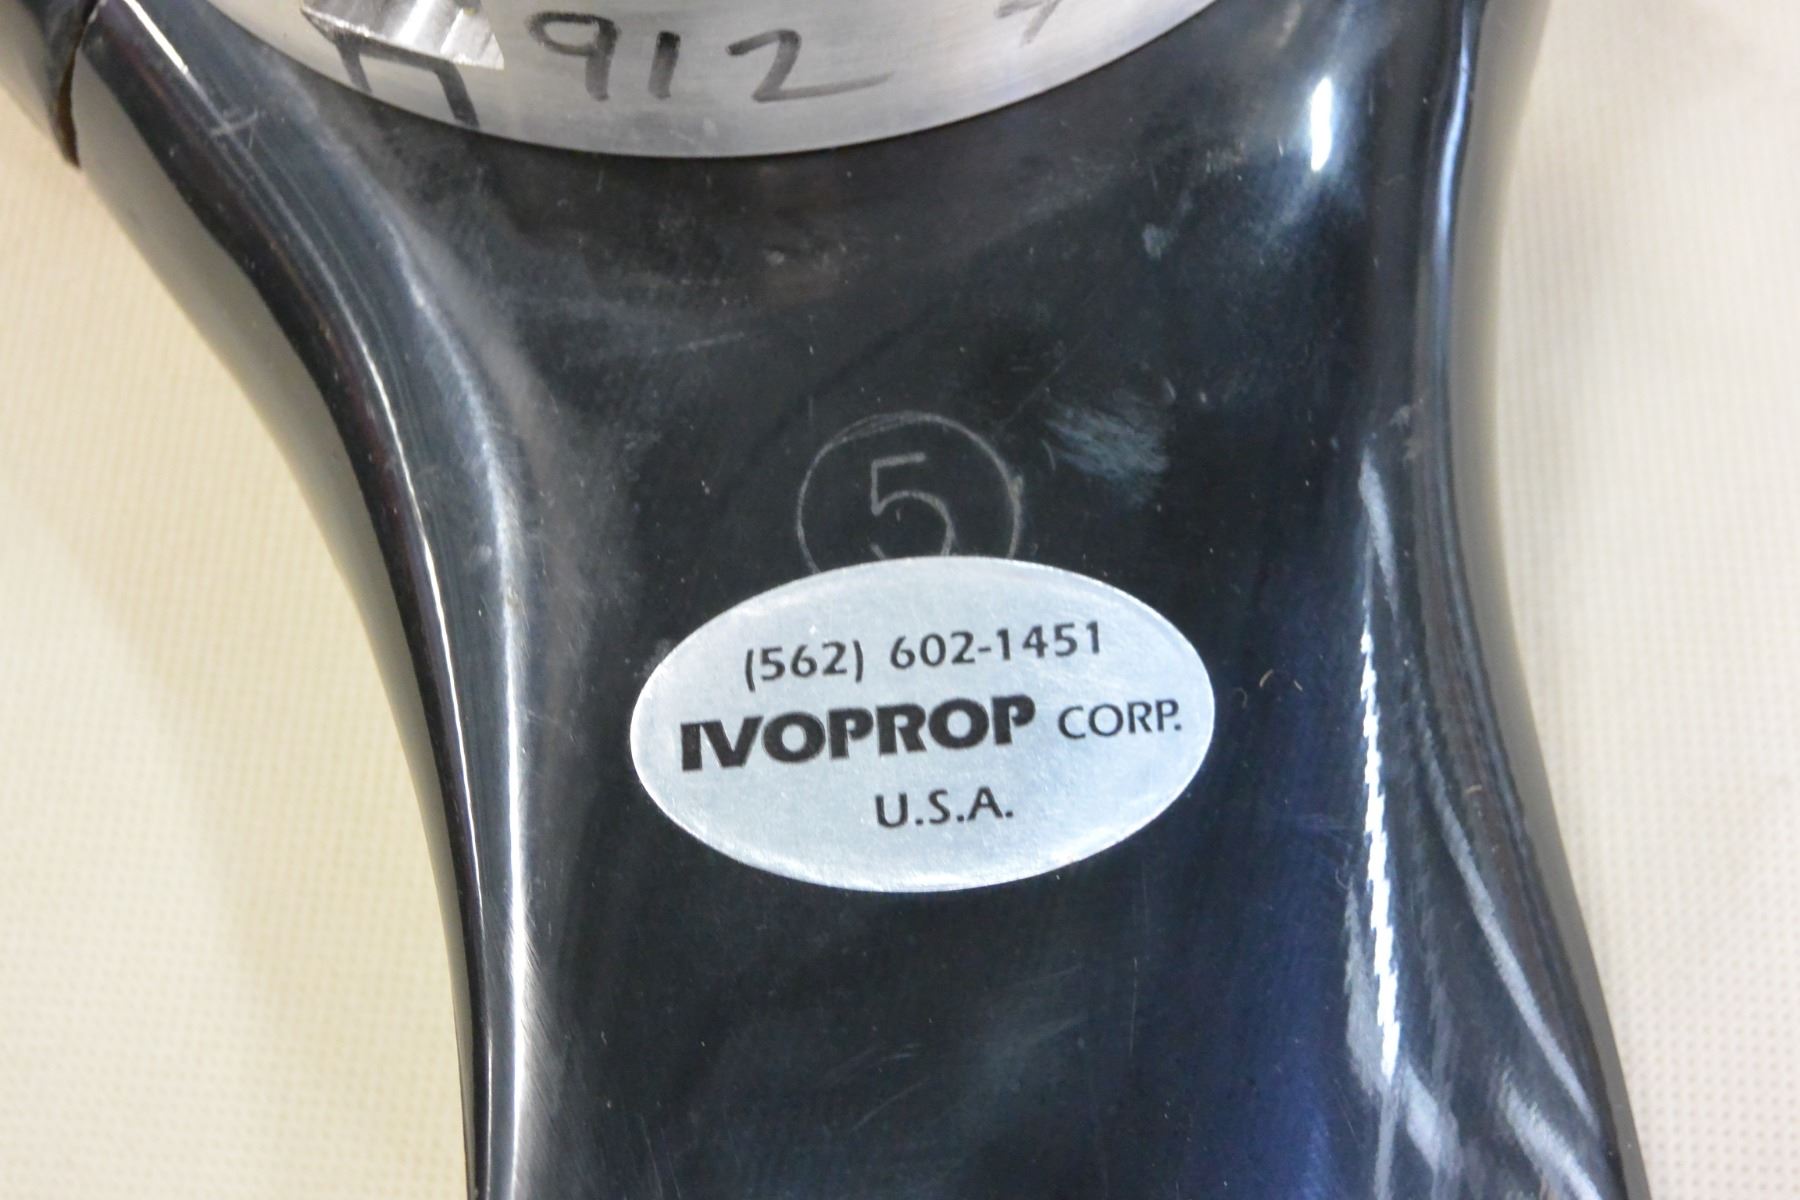 912
5
(562) 602-1451
IVOPROP CORP.
U.S.A.